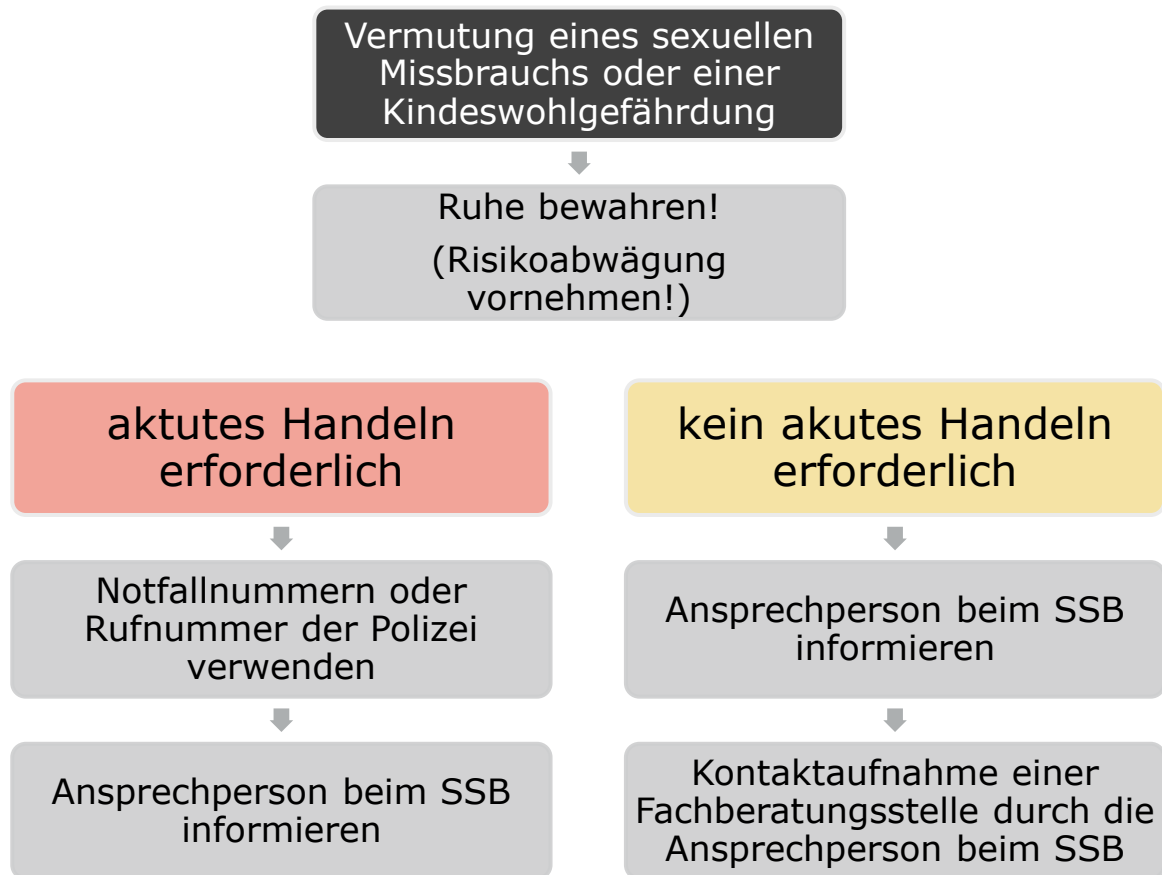 Vermutung eines sexuellen
Missbrauchs oder einer
Kindeswohlgefährdung
Ruhe bewahren!
(Risikoabwägung
vornehmen!)
aktutes Handeln
erforderlich
Notfallnummern oder
Rufnummer der Polizei
verwenden
Ansprechperson beim SSB
informieren
kein akutes Handeln
erforderlich
Ansprechperson beim SSB
informieren
Kontaktaufnahme einer
Fachberatungsstelle durch die
Ansprechperson beim SSB